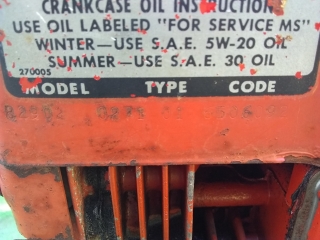 CRANKCASE OIL INSTRUCTIONS
USE OIL LABELED "FOR SERVICE MS"
WINTER—USE S.A.E. 5W-20 OIL
SUMMER—USE S.A.E. 30 OIL
270005
MODEL TYPE CODE